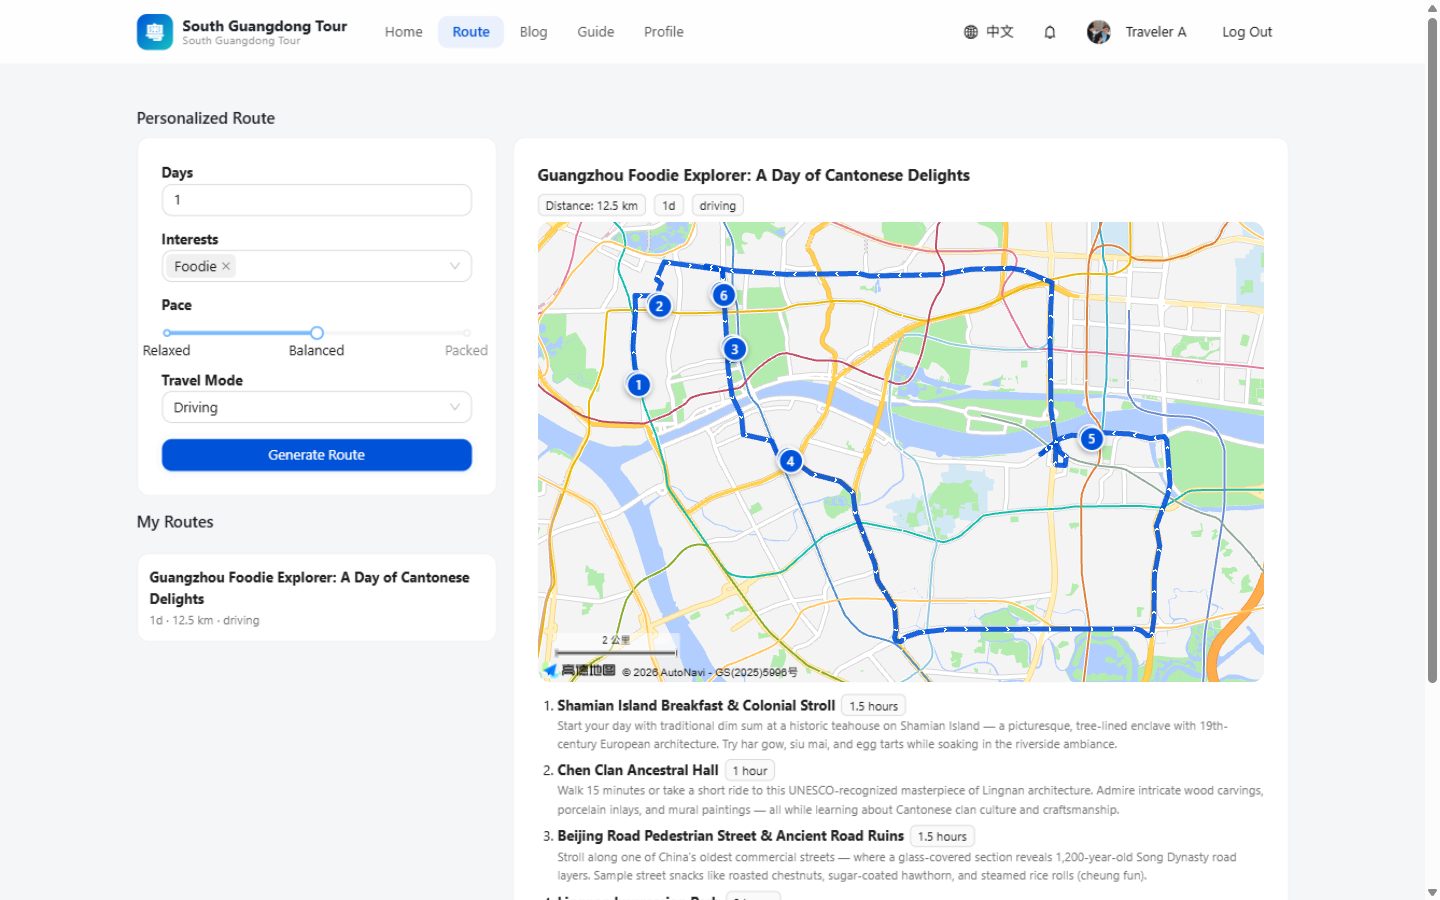 South Guangdong Tour
South Guangdong Tour
Home
Route
Blog
Guide
Profile
中文
Traveler A
Log Out
Personalized Route
Days
1
Interests
Foodie ×
Pace
Relaxed
Balanced
Packed
Travel Mode
Driving
Generate Route
My Routes
Guangzhou Foodie Explorer: A Day of Cantonese
Delights
1d · 12.5 km · driving
Guangzhou Foodie Explorer: A Day of Cantonese Delights
Distance: 12.5 km
1d
driving
2
6
3
1
5
4
2 公里
高德地图 © 2026 AutoNavi - GS(2025)5996号
1. Shamian Island Breakfast & Colonial Stroll 1.5 hours
Start your day with traditional dim sum at a historic teahouse on Shamian Island — a picturesque, tree-lined enclave with 19th-
century European architecture. Try har gow, siu mai, and egg tarts while soaking in the riverside ambiance.
2. Chen Clan Ancestral Hall 1 hour
Walk 15 minutes or take a short ride to this UNESCO-recognized masterpiece of Lingnan architecture. Admire intricate wood carvings,
porcelain inlays, and mural paintings — all while learning about Cantonese clan culture and craftsmanship.
3. Beijing Road Pedestrian Street & Ancient Road Ruins 1.5 hours
Stroll along one of China's oldest commercial streets — where a glass-covered section reveals 1,200-year-old Song Dynasty road
layers. Sample street snacks like roasted chestnuts, sugar-coated hawthorn, and steamed rice rolls (cheung fun).